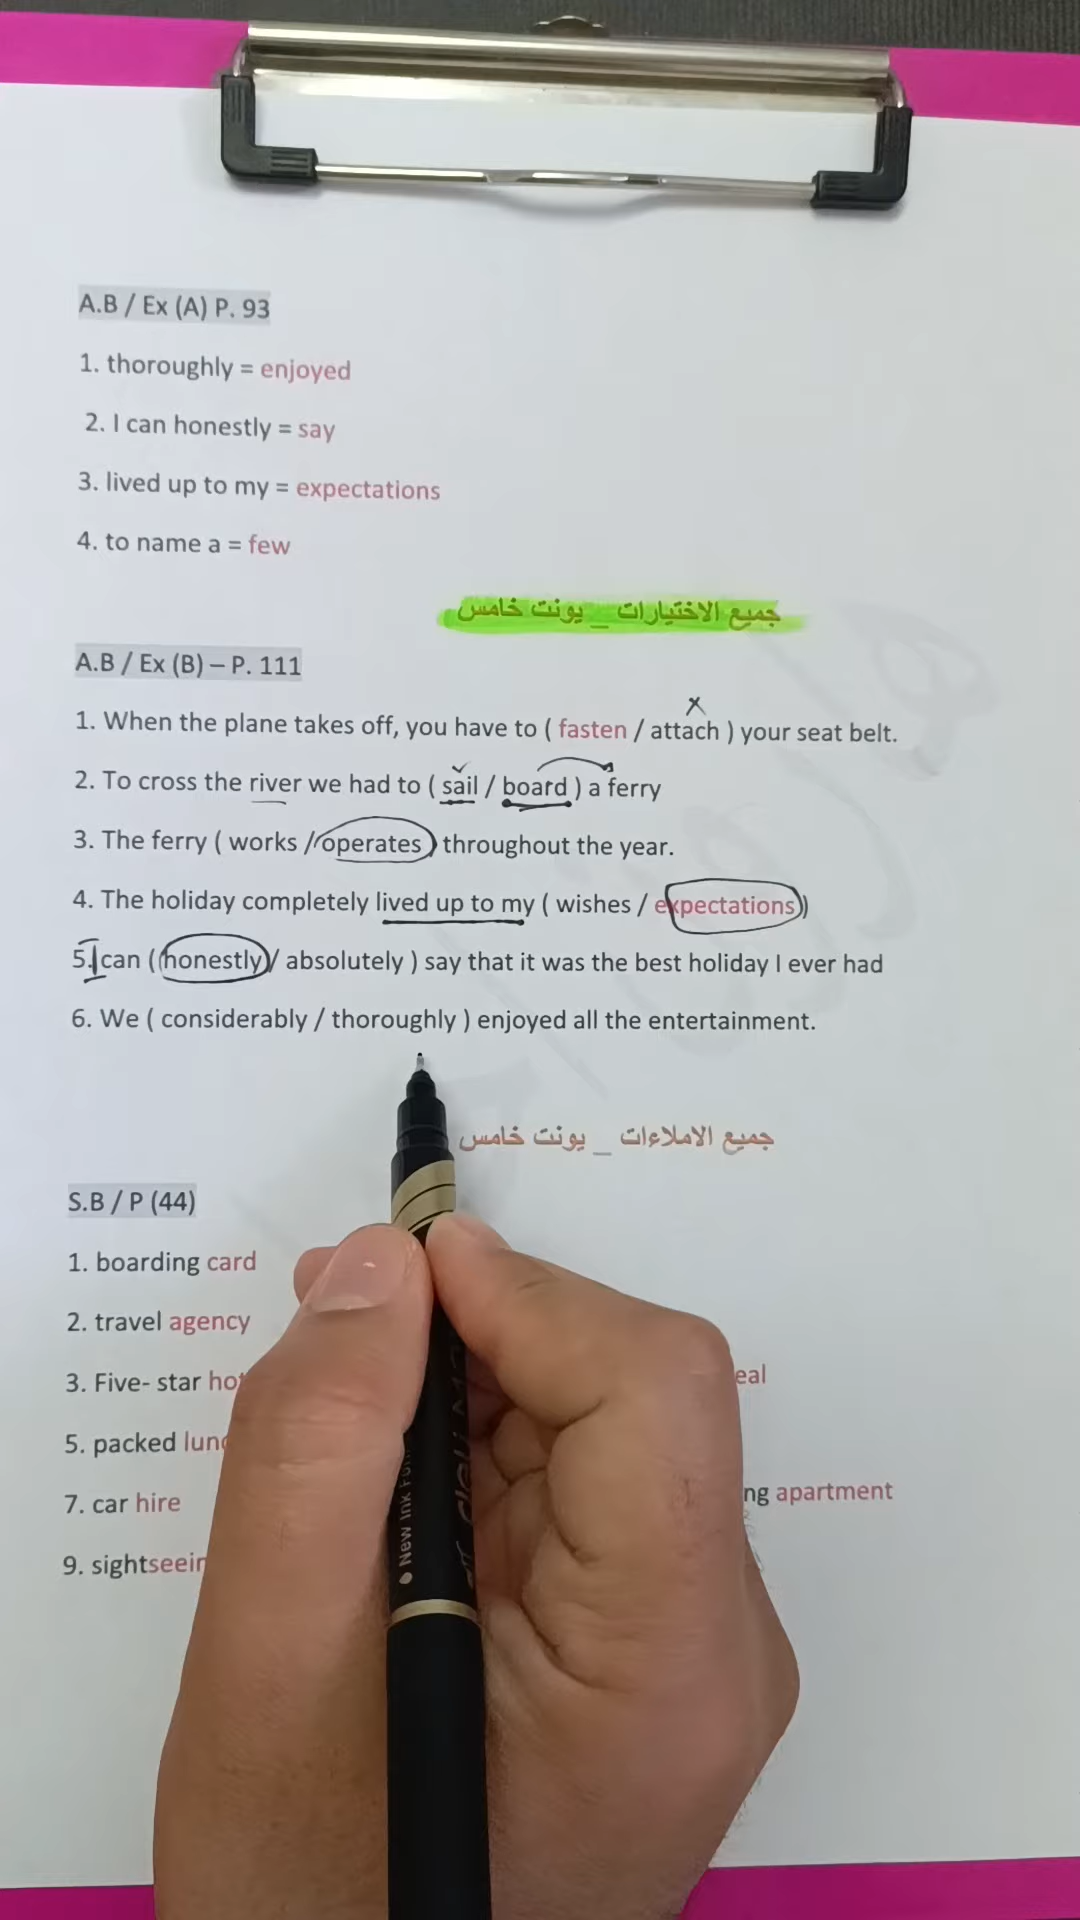 A.B / Ex (A) P. 93
1. thoroughly = enjoyed
2. I can honestly = say
3. lived up to my = expectations
4. to name a = few
جميع الاختيارات _ يونت خامس
A.B / Ex (B) – P. 111
1. When the plane takes off, you have to ( fasten / attach ) your seat belt.
2. To cross the river we had to ( sail / board ) a ferry
3. The ferry ( works / operates ) throughout the year.
4. The holiday completely lived up to my ( wishes / expectations)
5.I can ( honestly / absolutely ) say that it was the best holiday I ever had
6. We ( considerably / thoroughly ) enjoyed all the entertainment.
جميع الاملاءات _ يونت خامس
S.B / P (44)
1. boarding card
2. travel agency
3. Five- star
5. packed
7. car hire
apartment
9.
New Ink